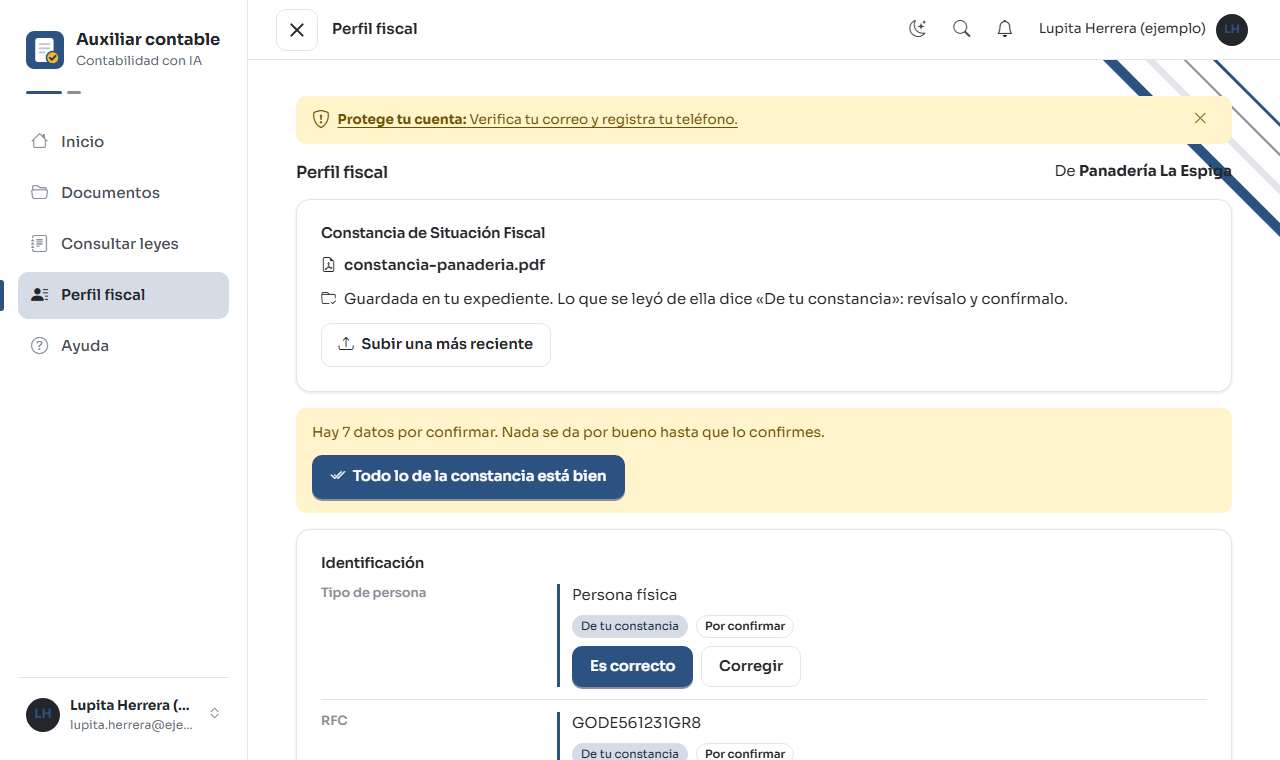 Auxiliar contable
Contabilidad con IA
Inicio
Documentos
Consultar leyes
Perfil fiscal
Ayuda
Lupita Herrera (...
lupita.herrera@eje...
LH
Perfil fiscal
Lupita Herrera (ejemplo)
LH
Protege tu cuenta: Verifica tu correo y registra tu teléfono.
Perfil fiscal
De Panadería La Espiga
Constancia de Situación Fiscal
constancia-panaderia.pdf
Guardada en tu expediente. Lo que se leyó de ella dice «De tu constancia»: revísalo y confírmalo.
Subir una más reciente
Hay 7 datos por confirmar. Nada se da por bueno hasta que lo confirmes.
Todo lo de la constancia está bien
Identificación
Tipo de persona
Persona física
De tu constancia
Por confirmar
Es correcto
Corregir
RFC
GODE561231GR8
De tu constancia
Por confirmar